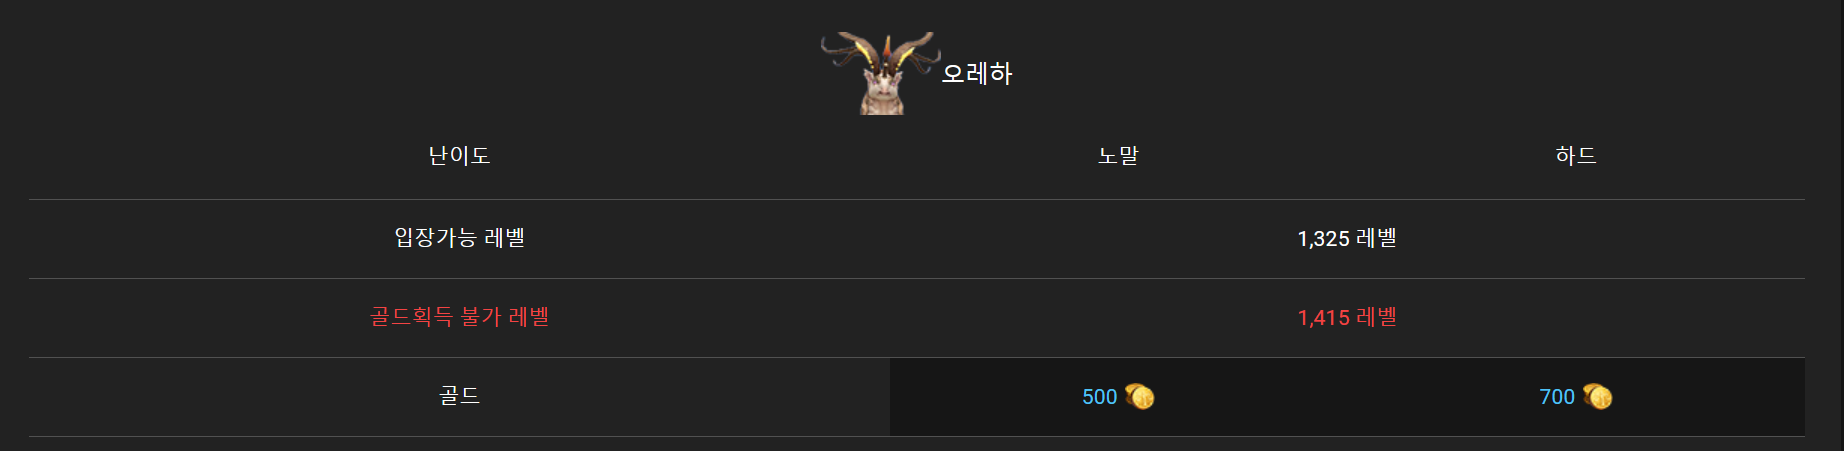 오레하
난이도 노말 하드
입장가능 레벨 1,325 레벨
골드획득 불가 레벨 1,415 레벨
골드 500 700